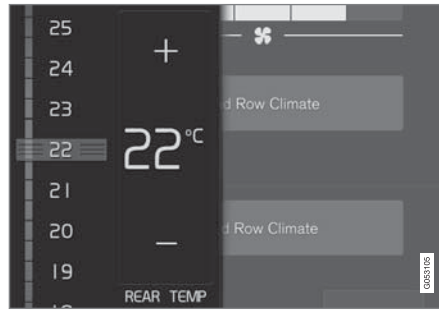 25
24
23
22
21
20
19
+
22°C
–
REAR TEMP
Row Climate
Row Climate
G053105